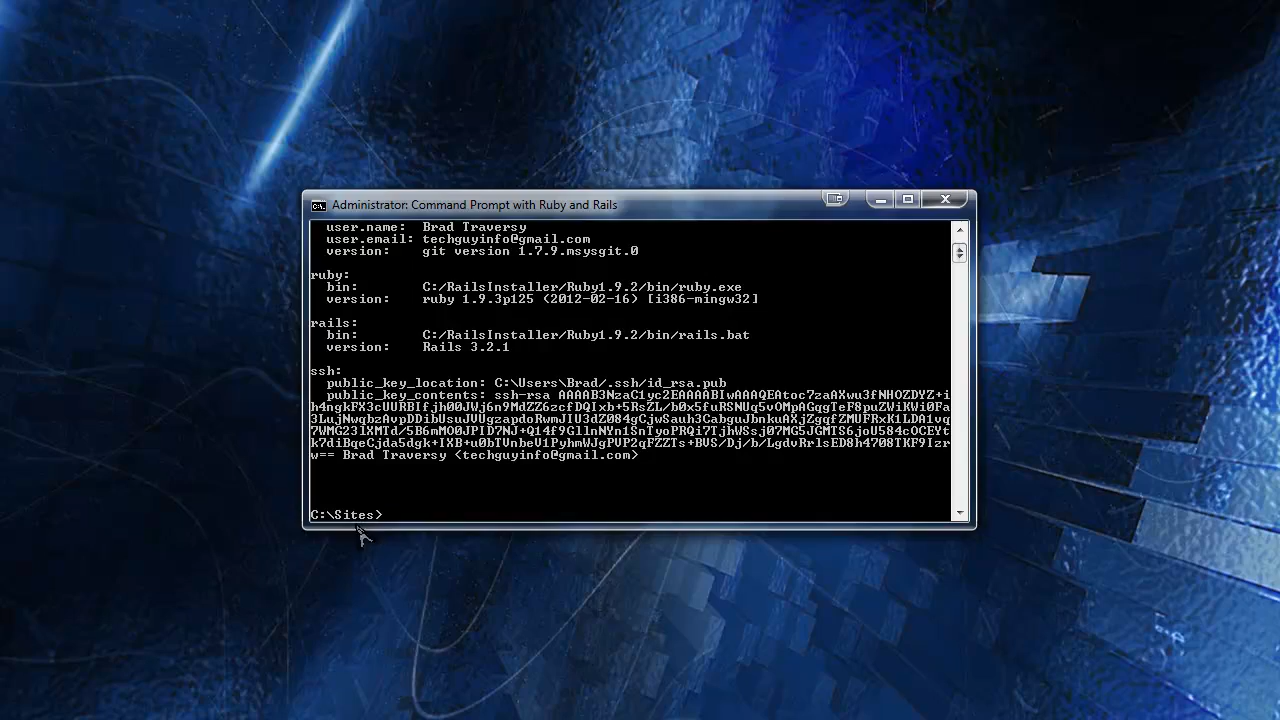 Administrator: Command Prompt with Ruby and Rails
user.name: Brad Traversy
user.email: techguyinfo@gmail.com
version: git version 1.7.9.msysgit.0
ruby:
bin: C:/RailsInstaller/Ruby1.9.2/bin/ruby.exe
version: ruby 1.9.3p125 (2012-02-16) [i386-mingw32]
rails:
bin: C:/RailsInstaller/Ruby1.9.2/bin/rails.bat
version: Rails 3.2.1
ssh:
public_key_location: C:\Users\Brad/.ssh/id_rsa.pub
public_key_contents: ssh-rsa
w== Brad Traversy <techguyinfo@gmail.com>
C:\Sites>